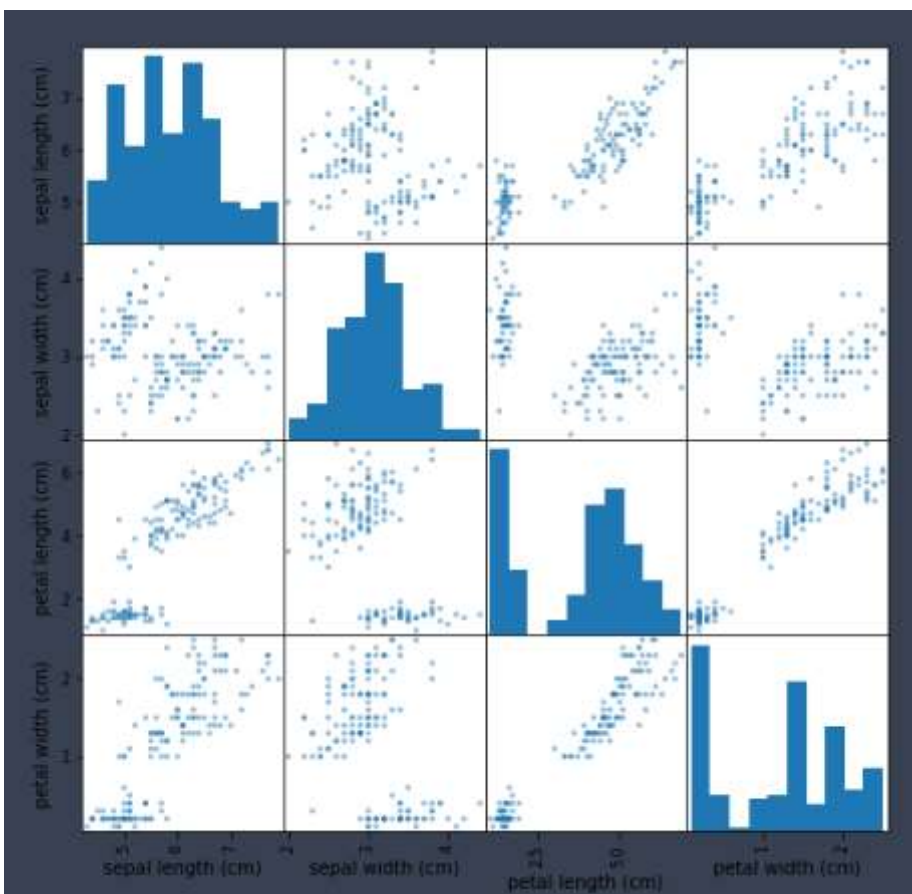 sepal length (cm)
7
6
5
sepal width (cm)
4
3
2
petal length (cm)
6
4
2
petal width (cm)
2
1
5
6
7
sepal length (cm)
2
3
4
sepal width (cm)
2.5
5.0
petal length (cm)
1
2
petal width (cm)